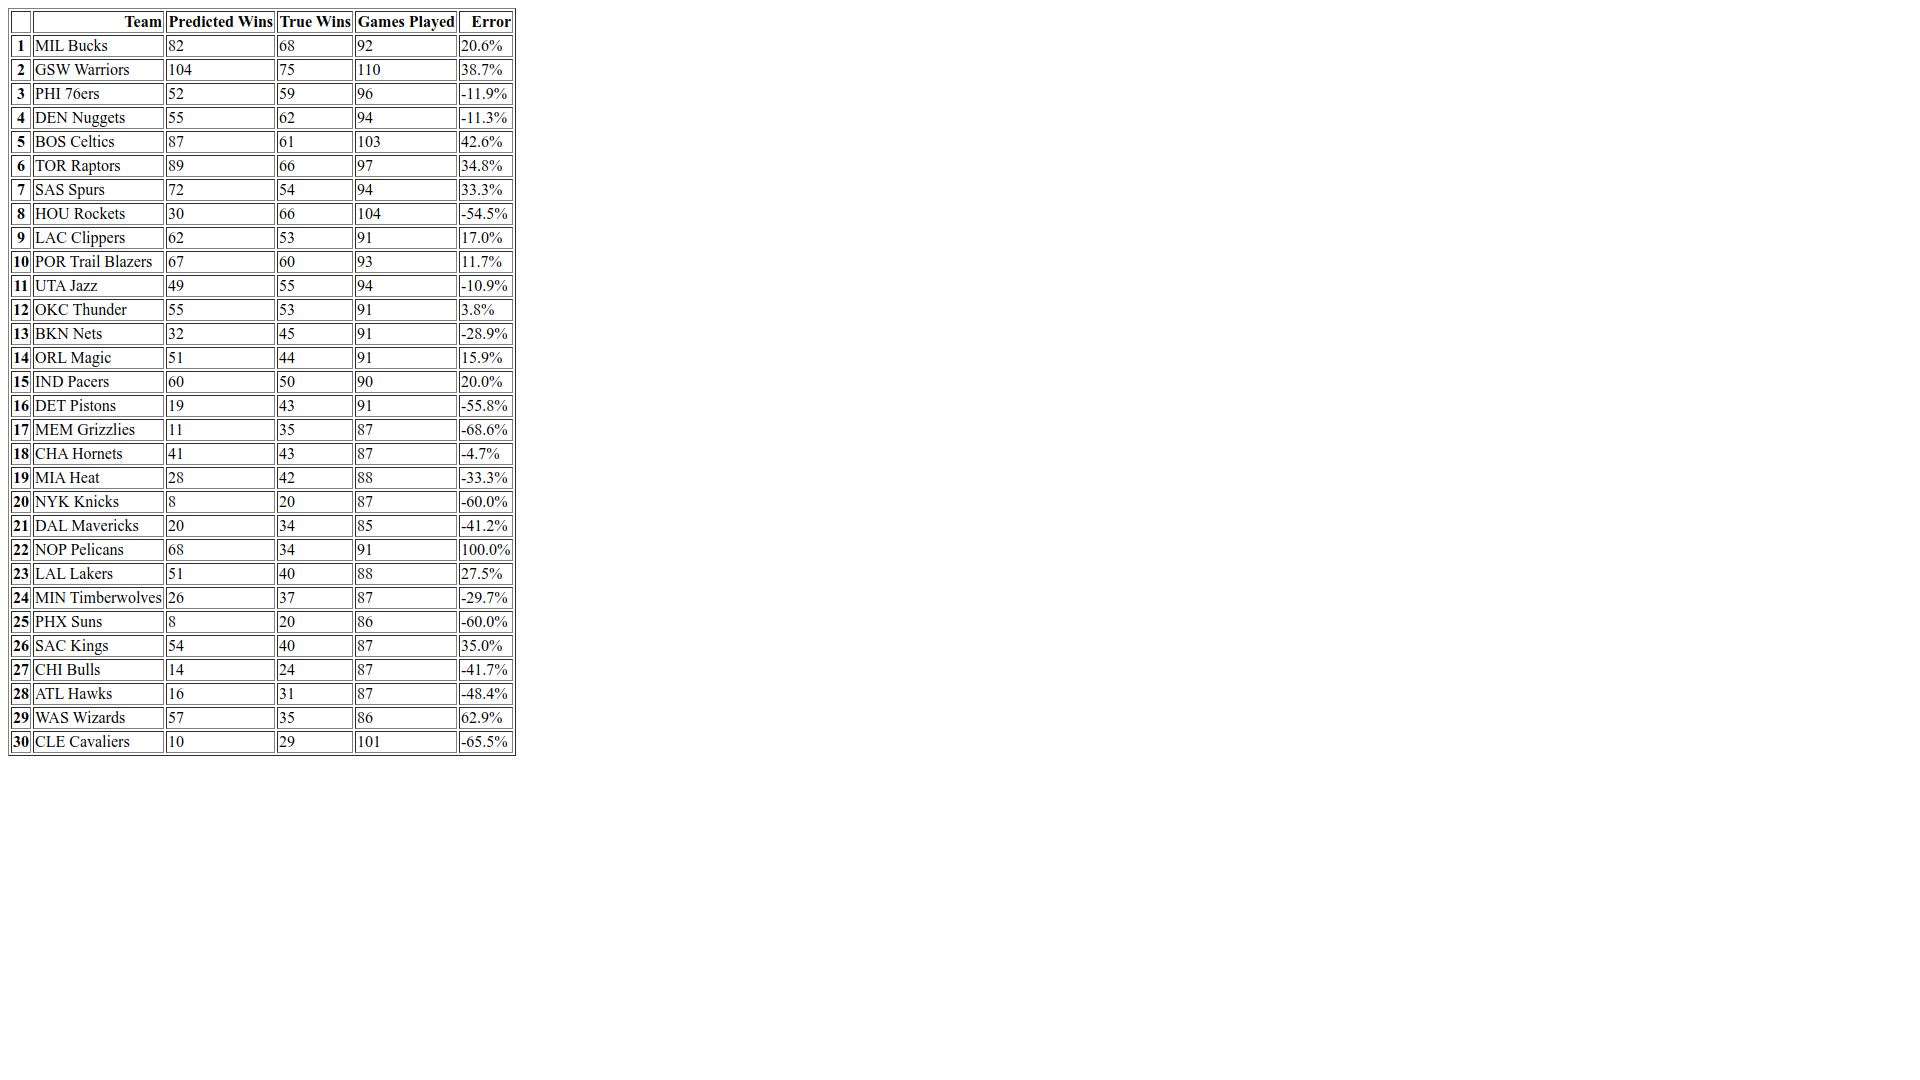 Team Predicted Wins True Wins Games Played Error
1 MIL Bucks 82 68 92 20.6%
2 GSW Warriors 104 75 110 38.7%
3 PHI 76ers 52 59 96 -11.9%
4 DEN Nuggets 55 62 94 -11.3%
5 BOS Celtics 87 61 103 42.6%
6 TOR Raptors 89 66 97 34.8%
7 SAS Spurs 72 54 94 33.3%
8 HOU Rockets 30 66 104 -54.5%
9 LAC Clippers 62 53 91 17.0%
10 POR Trail Blazers 67 60 93 11.7%
11 UTA Jazz 49 55 94 -10.9%
12 OKC Thunder 55 53 91 3.8%
13 BKN Nets 32 45 91 -28.9%
14 ORL Magic 51 44 91 15.9%
15 IND Pacers 60 50 90 20.0%
16 DET Pistons 19 43 91 -55.8%
17 MEM Grizzlies 11 35 87 -68.6%
18 CHA Hornets 41 43 87 -4.7%
19 MIA Heat 28 42 88 -33.3%
20 NYK Knicks 8 20 87 -60.0%
21 DAL Mavericks 20 34 85 -41.2%
22 NOP Pelicans 68 34 91 100.0%
23 LAL Lakers 51 40 88 27.5%
24 MIN Timberwolves 26 37 87 -29.7%
25 PHX Suns 8 20 86 -60.0%
26 SAC Kings 54 40 87 35.0%
27 CHI Bulls 14 24 87 -41.7%
28 ATL Hawks 16 31 87 -48.4%
29 WAS Wizards 57 35 86 62.9%
30 CLE Cavaliers 10 29 101 -65.5%